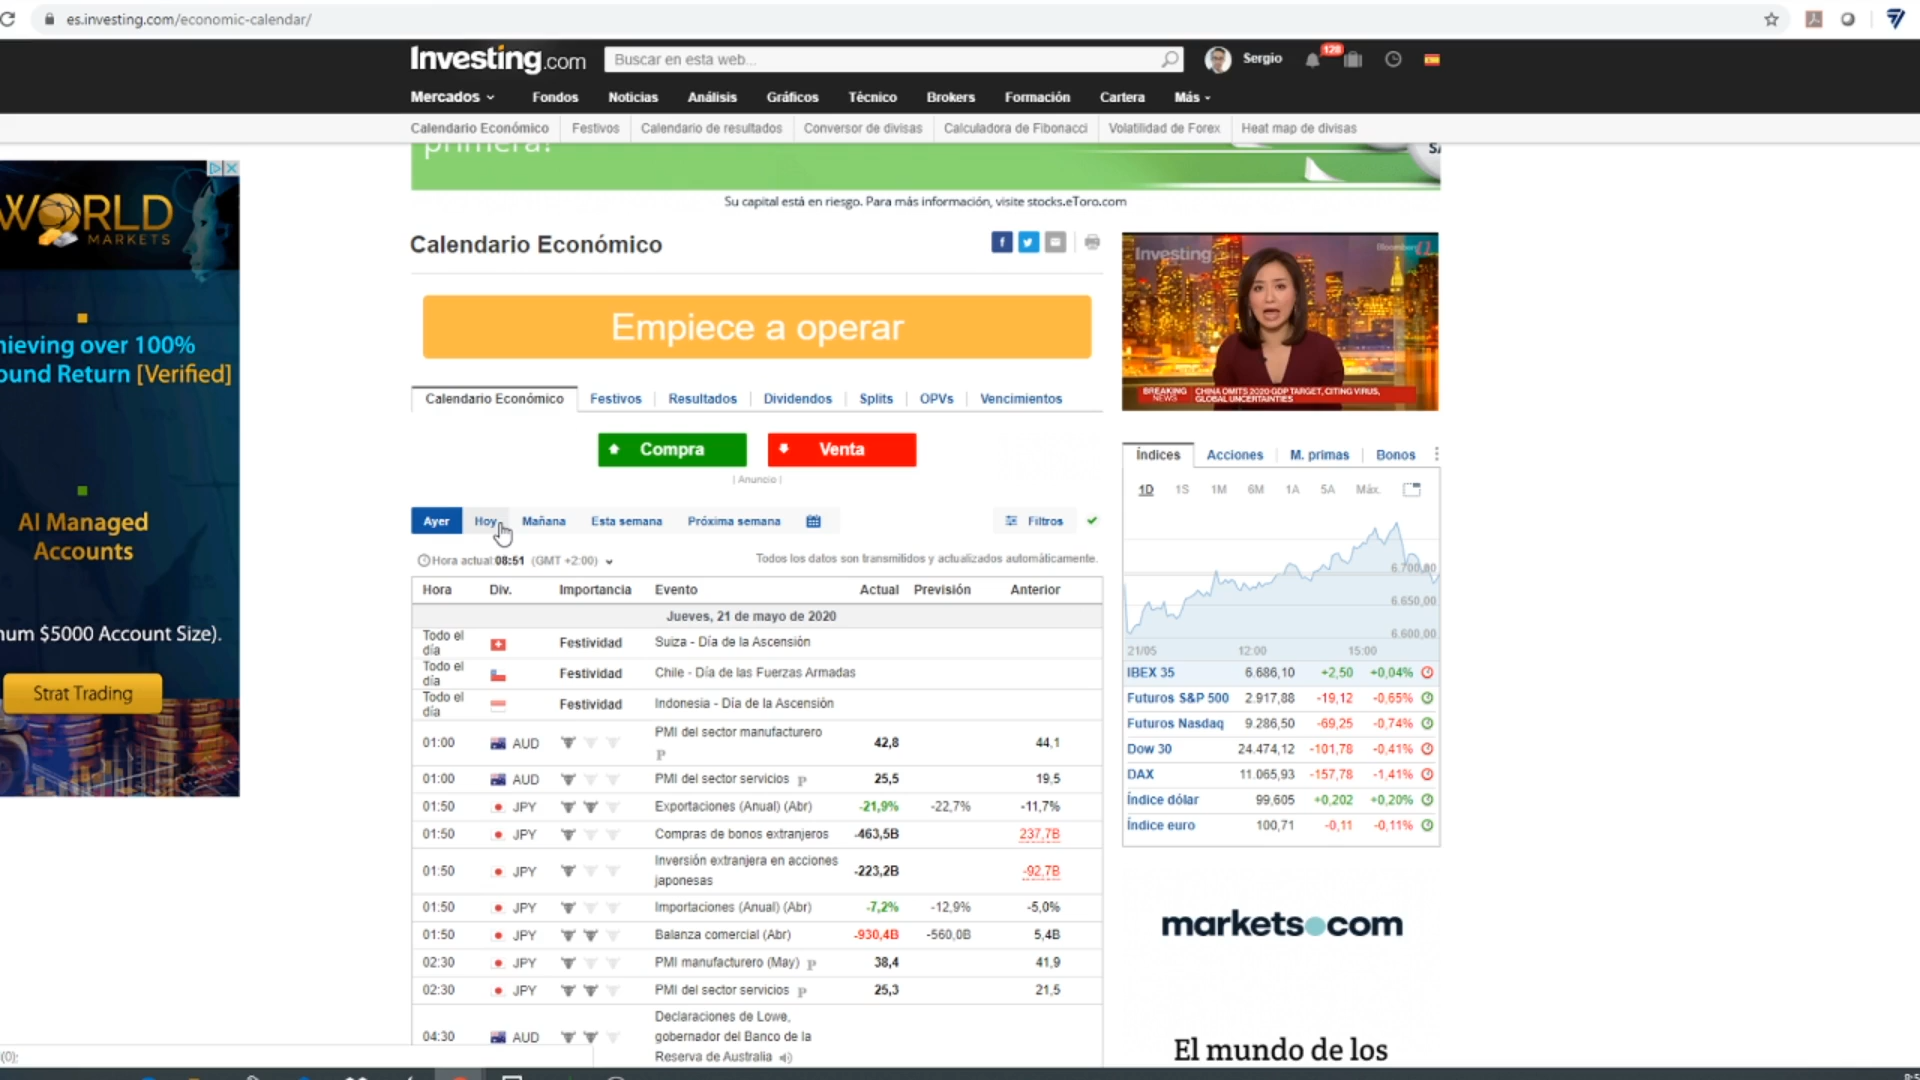 es.investing.com/economic-calendar/
Investing.com
Buscar en esta web...
Sergio
128
Mercados
Fondos
Noticias
Análisis
Gráficos
Técnico
Brokers
Formación
Cartera
Más
Calendario Económico
Festivos
Calendario de resultados
Conversor de divisas
Calculadora de Fibonacci
Volatilidad de Forex
Heat map de divisas
primera!
Su capital está en riesgo. Para más información, visite stocks.eToro.com
WORLD
MARKETS
hieving over 100%
ound Return [Verified]
AI Managed
Accounts
num $5000 Account Size).
Strat Trading
Calendario Económico
Empiece a operar
Calendario Económico
Festivos
Resultados
Dividendos
Splits
OPVs
Vencimientos
Compra
Venta
| Anuncio |
Ayer
Hoy
Mañana
Esta semana
Próxima semana
Filtros
Hora actual 08:51 (GMT +2:00)
Todos los datos son transmitidos y actualizados automáticamente.
Hora Div. Importancia Evento Actual Previsión Anterior
Jueves, 21 de mayo de 2020
Todo el día Festividad Suiza - Día de la Ascensión
Todo el día Festividad Chile - Día de las Fuerzas Armadas
Todo el día Festividad Indonesia - Día de la Ascensión
01:00 AUD PMI del sector manufacturero P 42,8 44,1
01:00 AUD PMI del sector servicios P 25,5 19,5
01:50 JPY Exportaciones (Anual) (Abr) -21,9% -22,7% -11,7%
01:50 JPY Compras de bonos extranjeros -463,5B 237,7B
01:50 JPY Inversión extranjera en acciones japonesas -223,2B -92,7B
01:50 JPY Importaciones (Anual) (Abr) -7,2% -12,9% -5,0%
01:50 JPY Balanza comercial (Abr) -930,4B -560,0B 5,4B
02:30 JPY PMI manufacturero (May) P 38,4 41,9
02:30 JPY PMI del sector servicios P 25,3 21,5
04:30 AUD Declaraciones de Lowe, gobernador del Banco de la Reserva de Australia
Investing
Bloomberg
BREAKING NEWS
CHINA OMITS 2020 GDP TARGET, CITING VIRUS,
GLOBAL UNCERTAINTIES
Índices
Acciones
M. primas
Bonos
1D 1S 1M 6M 1A 5A Máx.
6.700,00
6.650,00
6.600,00
21/05 12:00 15:00
IBEX 35 6.686,10 +2,50 +0,04%
Futuros S&P 500 2.917,88 -19,12 -0,65%
Futuros Nasdaq 9.286,50 -69,25 -0,74%
Dow 30 24.474,12 -101,78 -0,41%
DAX 11.065,93 -157,78 -1,41%
Índice dólar 99,605 +0,202 +0,20%
Índice euro 100,71 -0,11 -0,11%
markets.com
El mundo de los
(0);